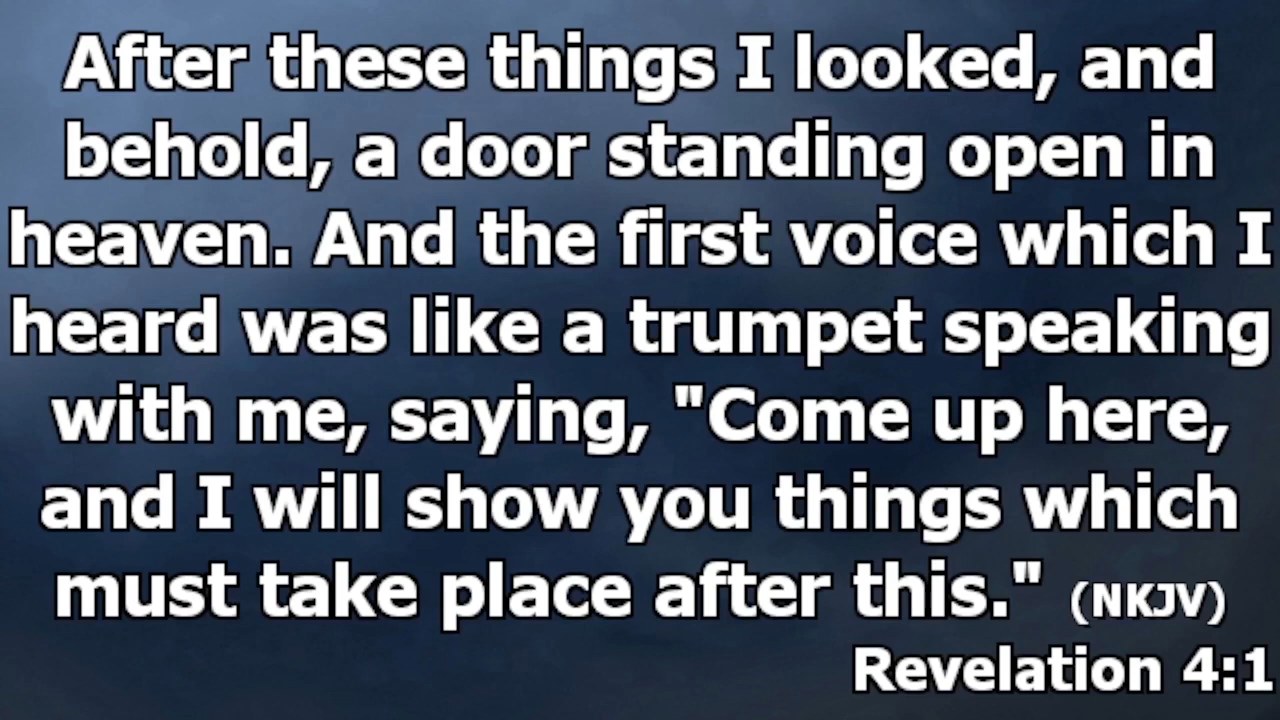 After these things I looked, and
behold, a door standing open in
heaven. And the first voice which I
heard was like a trumpet speaking
with me, saying, "Come up here,
and I will show you things which
must take place after this." (NKJV)
Revelation 4:1